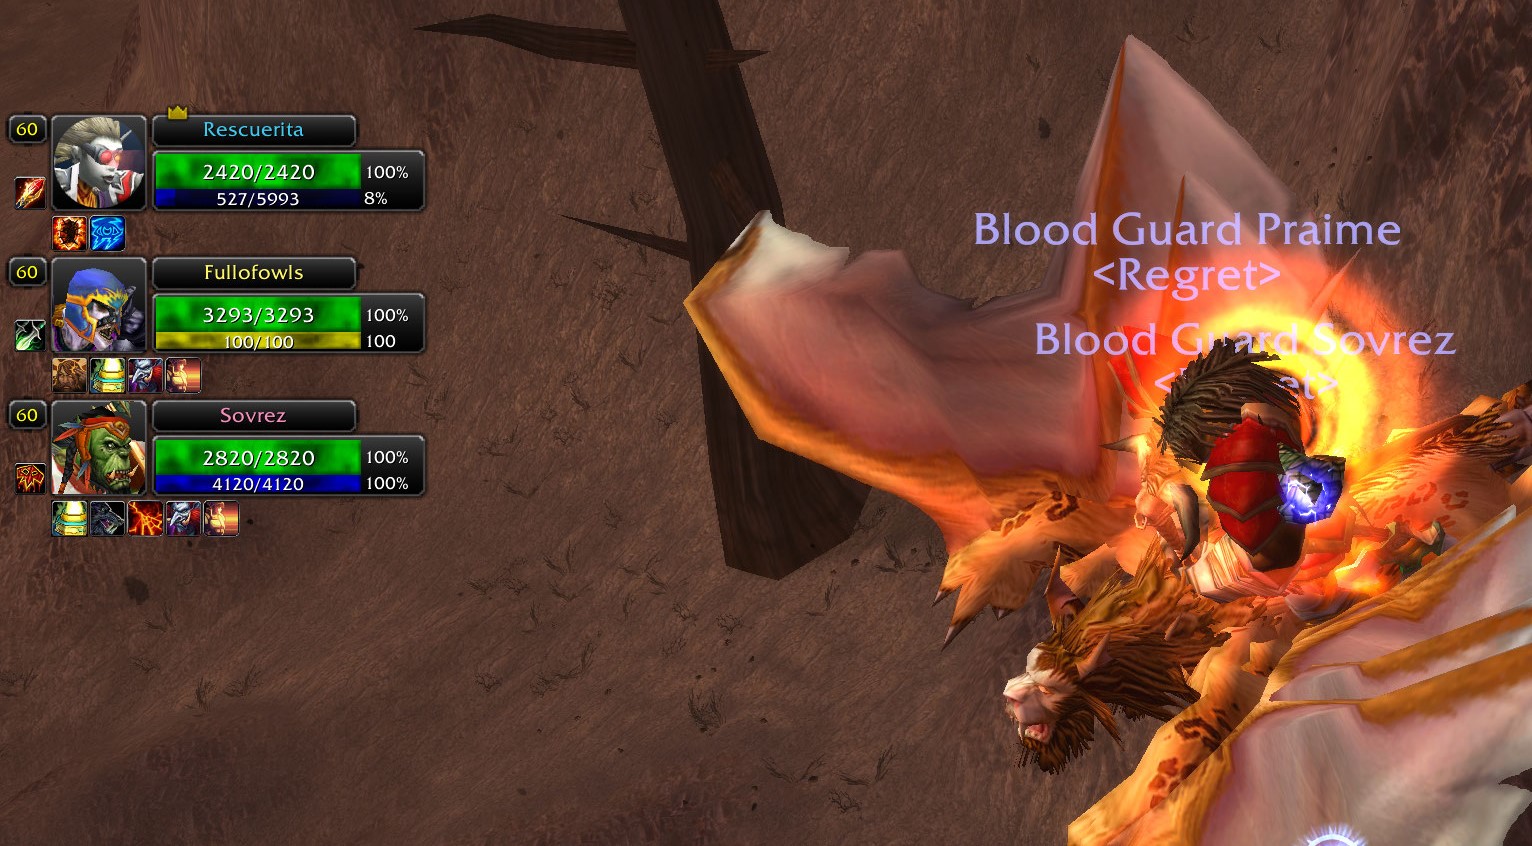 60
Rescuerita
2420/2420 100%
527/5993 8%
60
Fullofowls
3293/3293 100%
100/100 100
60
Sovrez
2820/2820 100%
4120/4120 100%
Blood Guard Praime
<Regret>
Blood Guard Sovrez